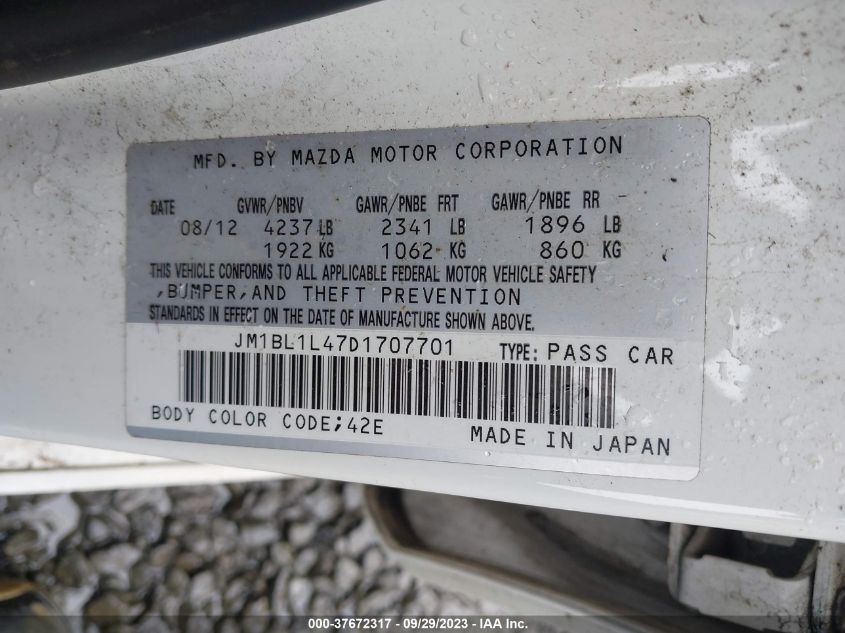 MFD. BY MAZDA MOTOR CORPORATION
DATE GVWR/PNBV GAWR/PNBE FRT GAWR/PNBE RR
08/12 4237 LB 2341 LB 1896 LB
1922 KG 1062 KG 860 KG
THIS VEHICLE CONFORMS TO ALL APPLICABLE FEDERAL MOTOR VEHICLE SAFETY
,BUMPER,AND THEFT PREVENTION
STANDARDS IN EFFECT ON THE DATE OF MANUFACTURE SHOWN ABOVE.
JM1BL1L47D1707701 TYPE: PASS CAR
BODY COLOR CODE;42E MADE IN JAPAN
000-37672317 - 09/29/2023 - IAA Inc.